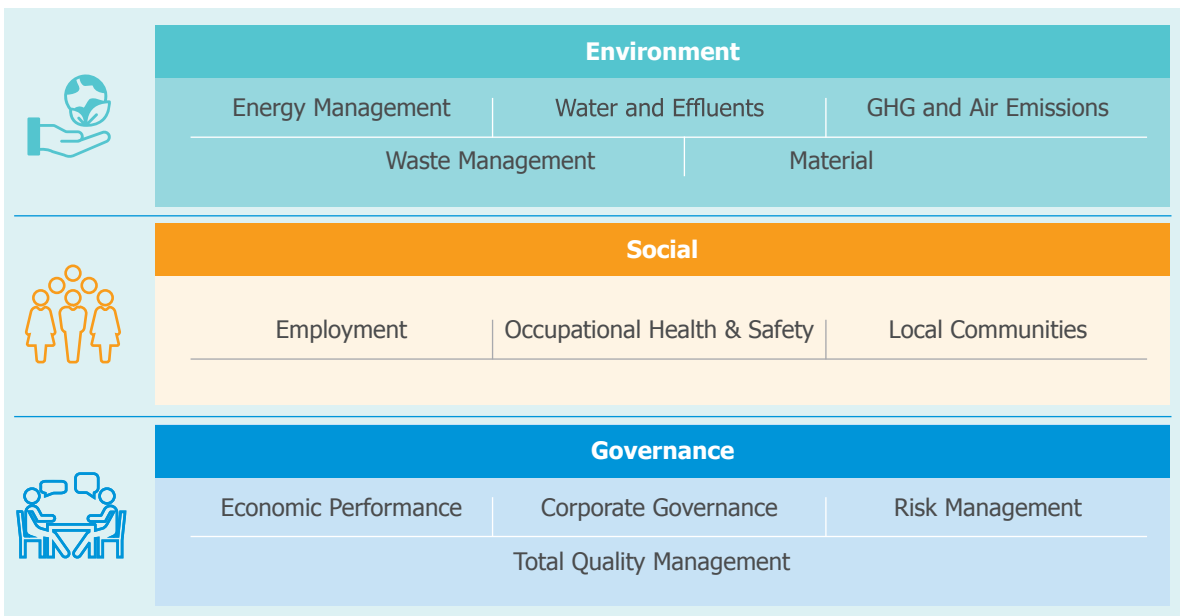 Environment
Energy Management
Water and Effluents
GHG and Air Emissions
Waste Management
Material
Social
Employment
Occupational Health & Safety
Local Communities
Governance
Economic Performance
Corporate Governance
Risk Management
Total Quality Management